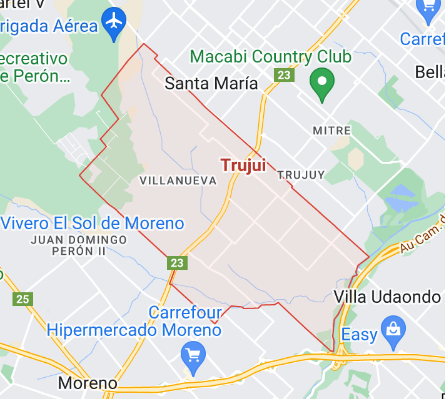 artel V
rigada Aérea
Carref
Co
ecreativo
e Perón...
Macabi Country Club
Santa María
23
Bella
MITRE
Trujui
TRUJUY
VILLANUEVA
Vivero El Sol de Moreno
JUAN DOMINGO
PERÓN II
Au Cam. d
23
25
Villa Udaondo
Carrefour
Hipermercado Moreno
Easy
Moreno